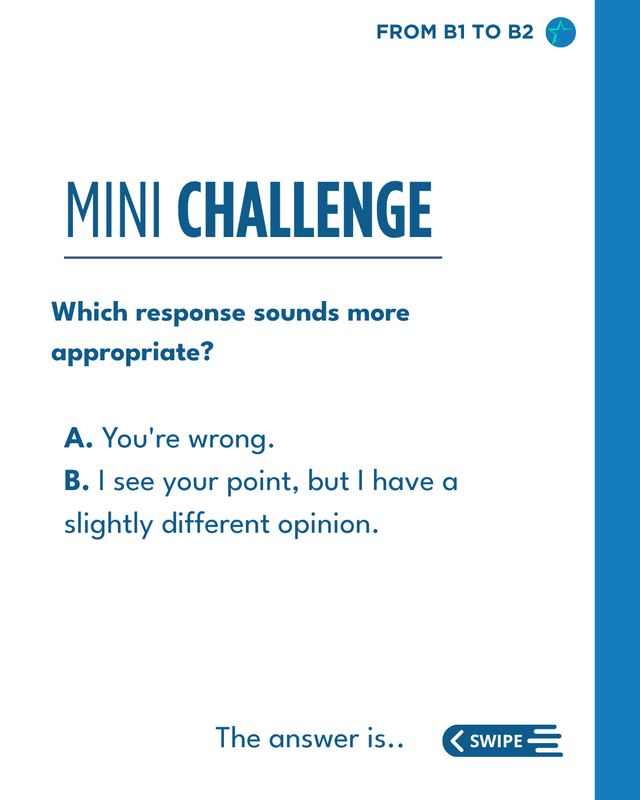 FROM B1 TO B2
MINI CHALLENGE
Which response sounds more
appropriate?
A. You're wrong.
B. I see your point, but I have a
slightly different opinion.
The answer is..
SWIPE